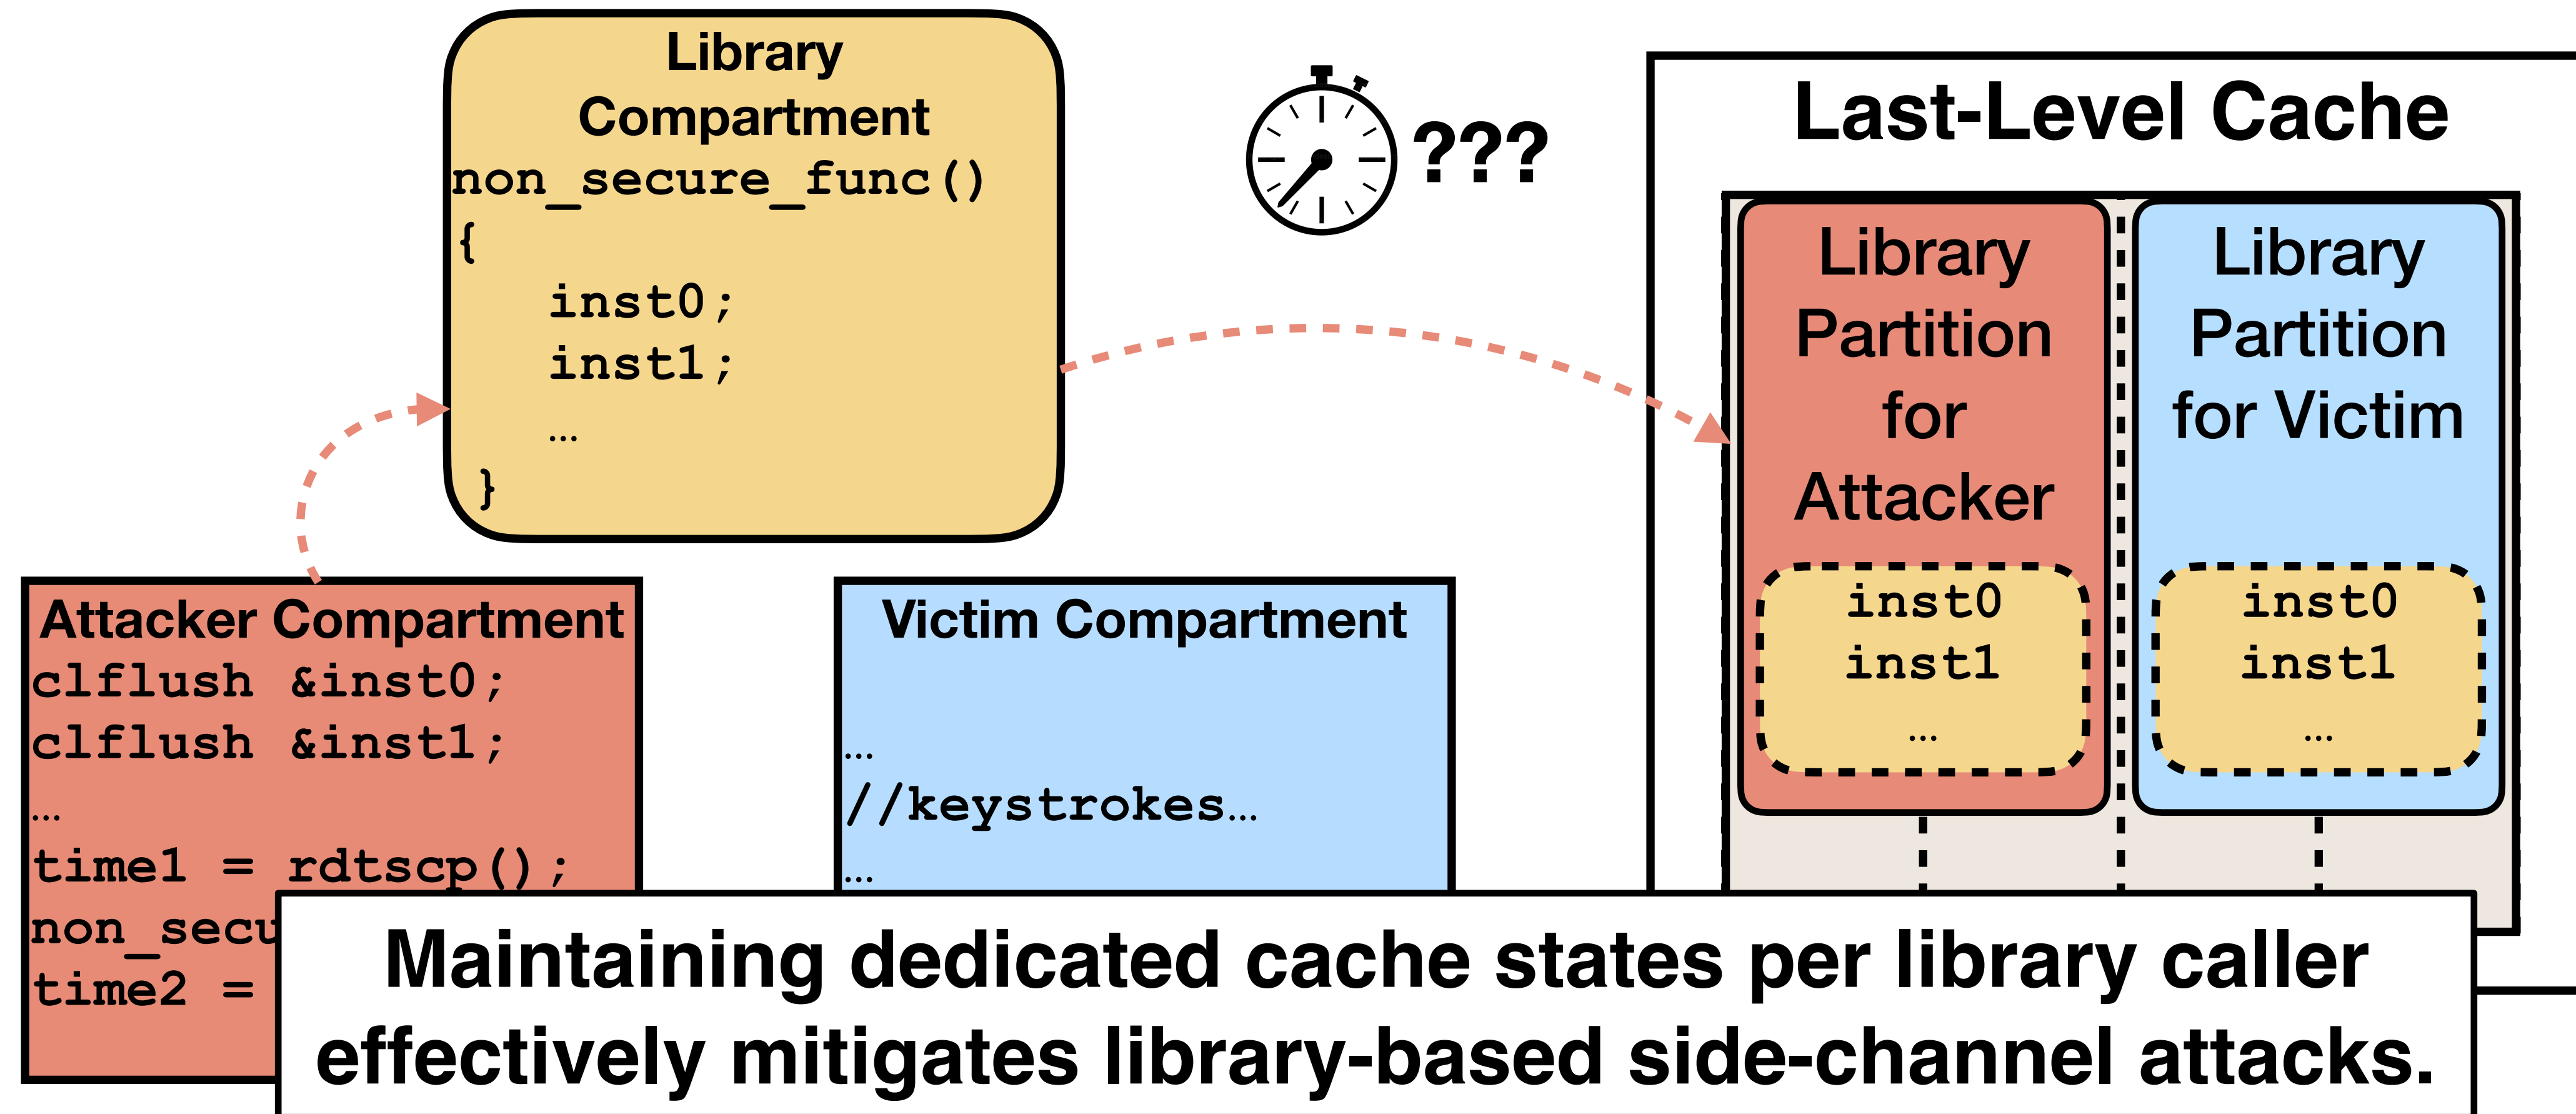 Library
Compartment
non_secure_func()
{
inst0;
inst1;
…
}
???
Last-Level Cache
Library
Partition
for
Attacker
inst0
inst1
…
Library
Partition
for Victim
inst0
inst1
…
Attacker Compartment
clflush &inst0;
clflush &inst1;
…
time1 = rdtscp();
non_secu
time2 =
Victim Compartment
…
//keystrokes…
…
Maintaining dedicated cache states per library caller
effectively mitigates library-based side-channel attacks.